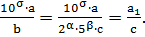 10^σ·a / b = 10^σ·a / 2^α·5^β·c = a₁ / c.